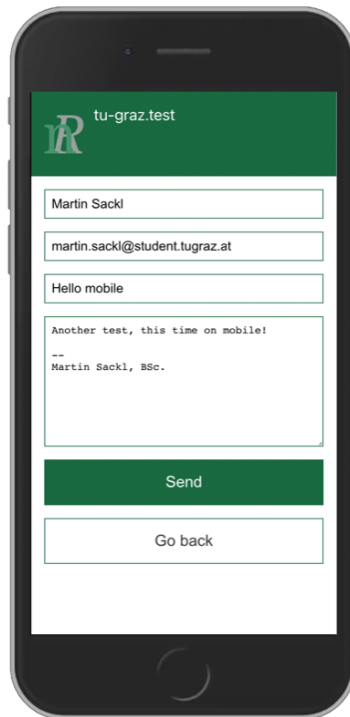 nR
tu-graz.test
Martin Sackl
martin.sackl@student.tugraz.at
Hello mobile
Another test, this time on mobile!
--
Martin Sackl, BSc.
Send
Go back